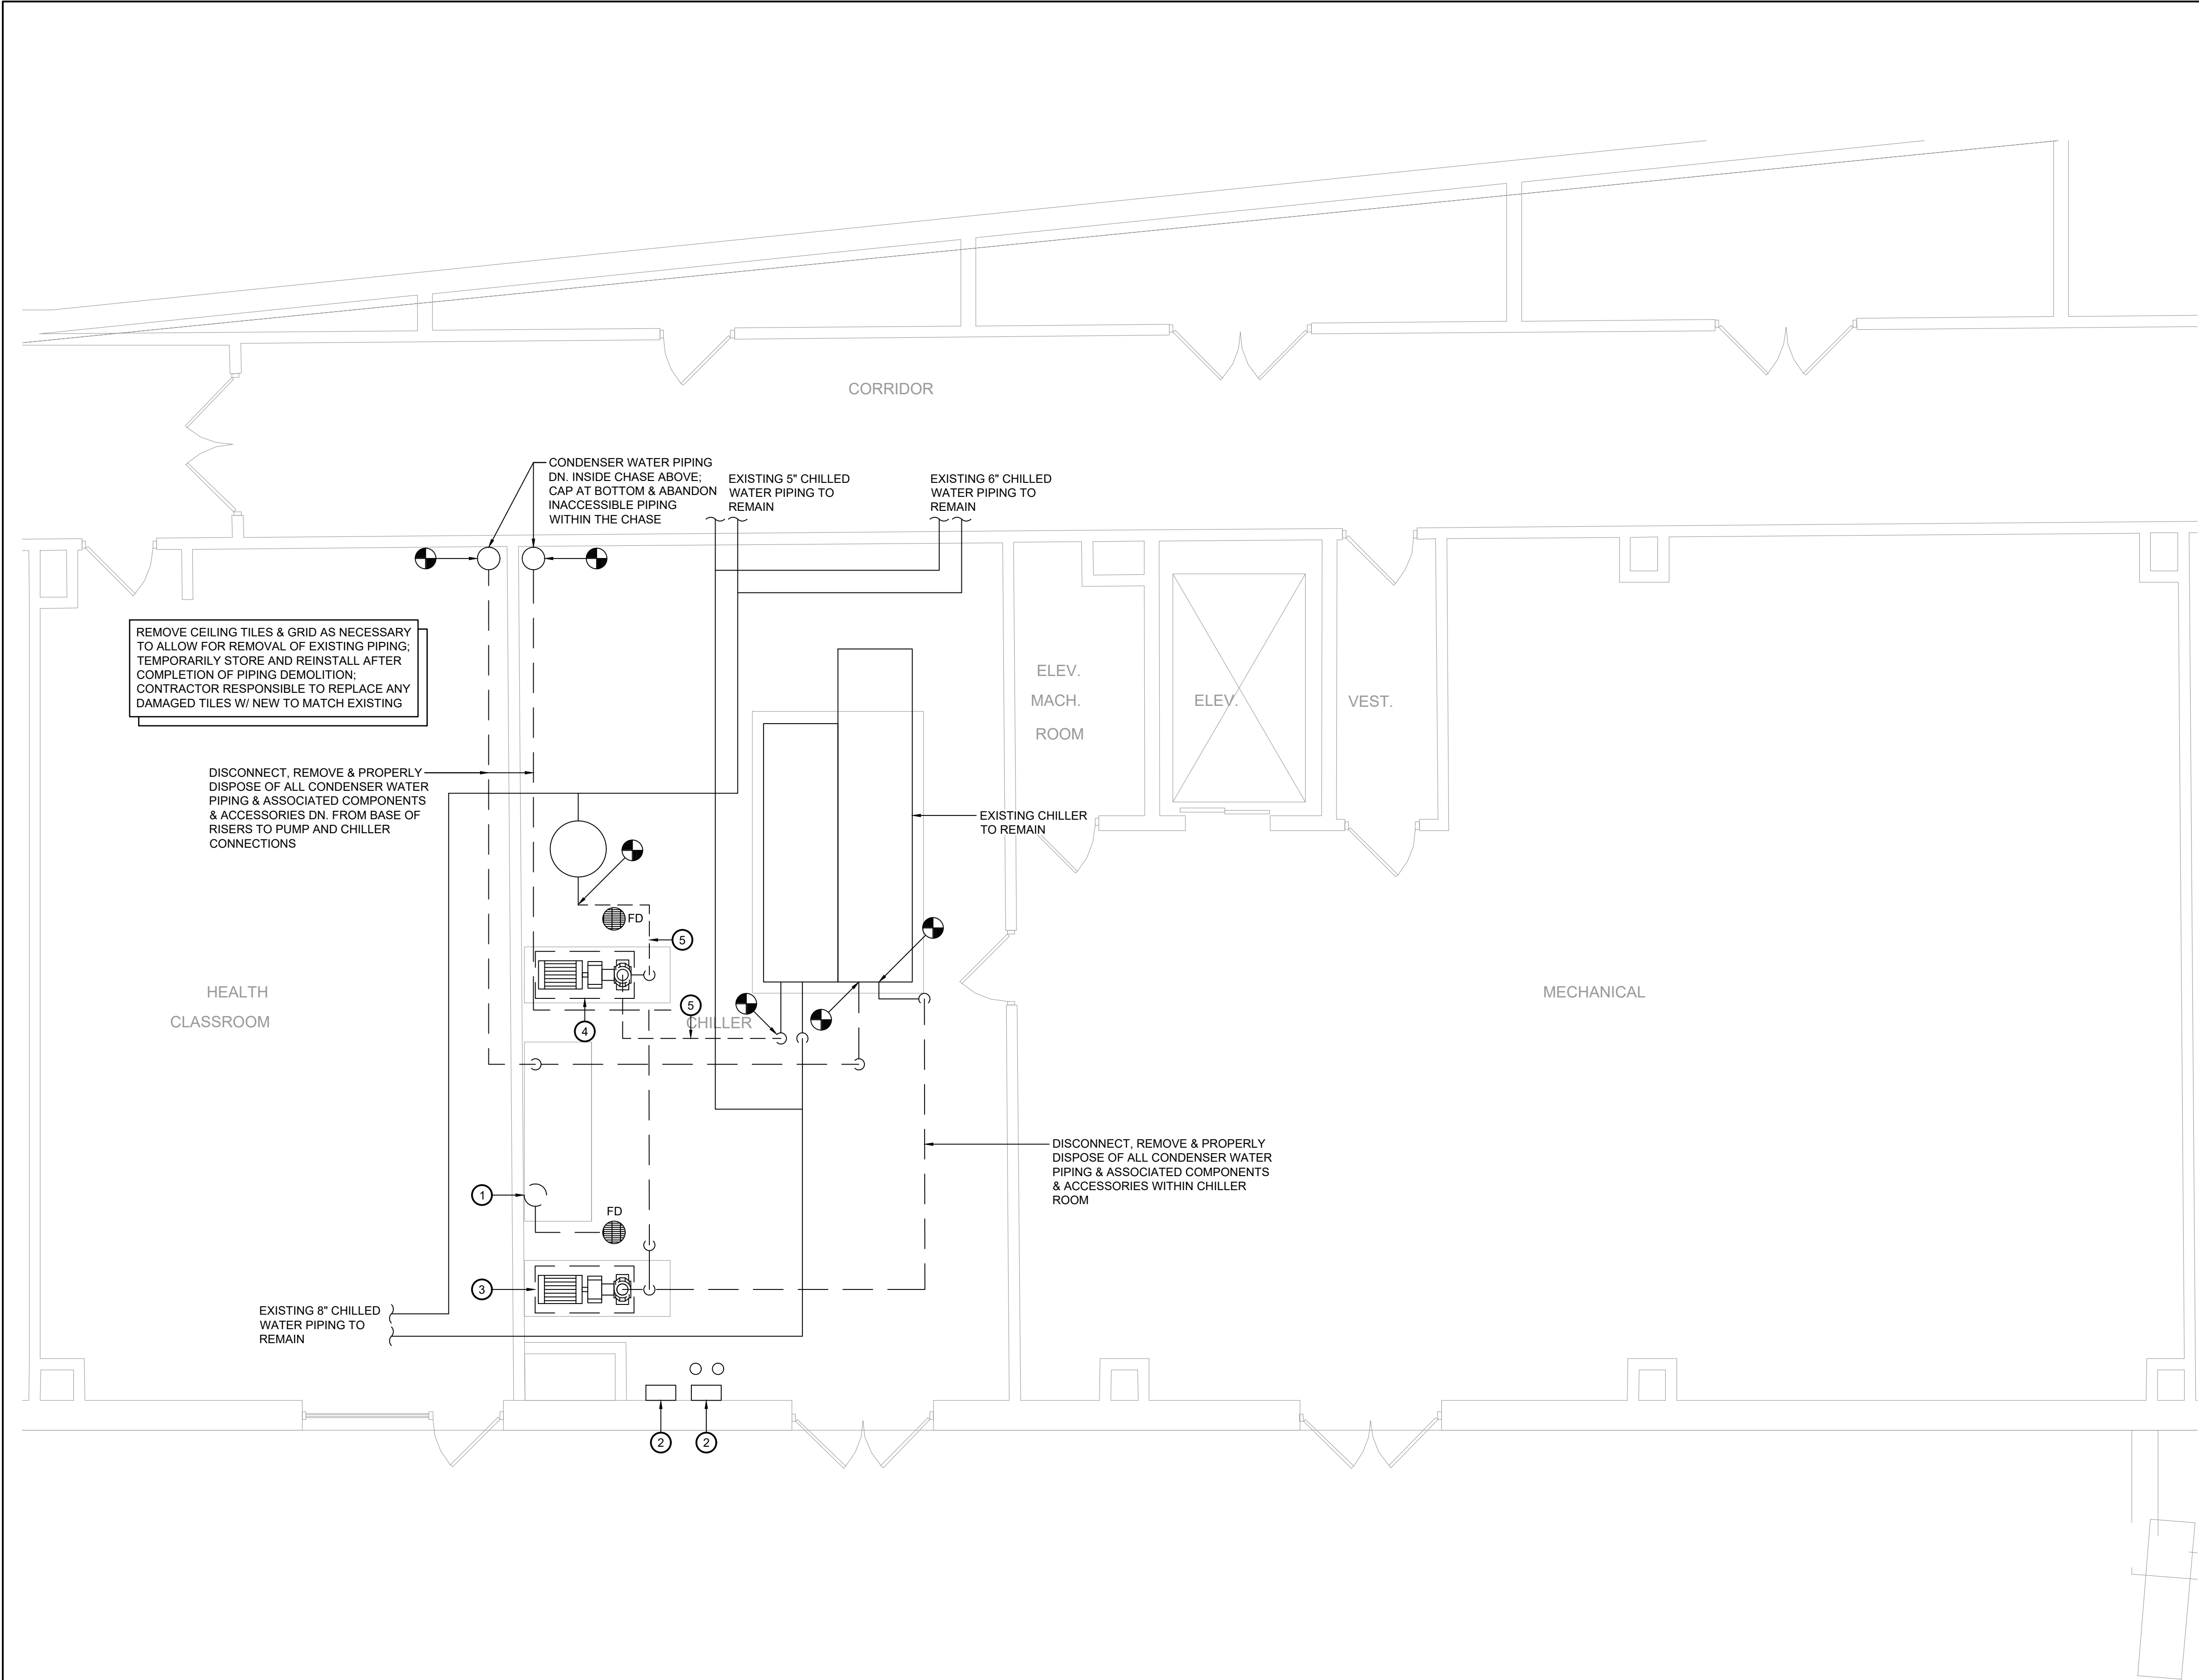 CORRIDOR
CONDENSER WATER PIPING
DN. INSIDE CHASE ABOVE;
CAP AT BOTTOM & ABANDON
INACCESSIBLE PIPING
WITHIN THE CHASE
EXISTING 5" CHILLED
WATER PIPING TO
REMAIN
EXISTING 6" CHILLED
WATER PIPING TO
REMAIN
REMOVE CEILING TILES & GRID AS NECESSARY
TO ALLOW FOR REMOVAL OF EXISTING PIPING;
TEMPORARILY STORE AND REINSTALL AFTER
COMPLETION OF PIPING DEMOLITION;
CONTRACTOR RESPONSIBLE TO REPLACE ANY
DAMAGED TILES W/ NEW TO MATCH EXISTING
ELEV.
MACH.
ROOM
ELEV.
VEST.
DISCONNECT, REMOVE & PROPERLY
DISPOSE OF ALL CONDENSER WATER
PIPING & ASSOCIATED COMPONENTS
& ACCESSORIES DN. FROM BASE OF
RISERS TO PUMP AND CHILLER
CONNECTIONS
EXISTING CHILLER
TO REMAIN
FD
5
HEALTH
CLASSROOM
MECHANICAL
5
4
CHILLER
DISCONNECT, REMOVE & PROPERLY
DISPOSE OF ALL CONDENSER WATER
PIPING & ASSOCIATED COMPONENTS
& ACCESSORIES WITHIN CHILLER
ROOM
1
FD
3
EXISTING 8" CHILLED
WATER PIPING TO
REMAIN
2
2